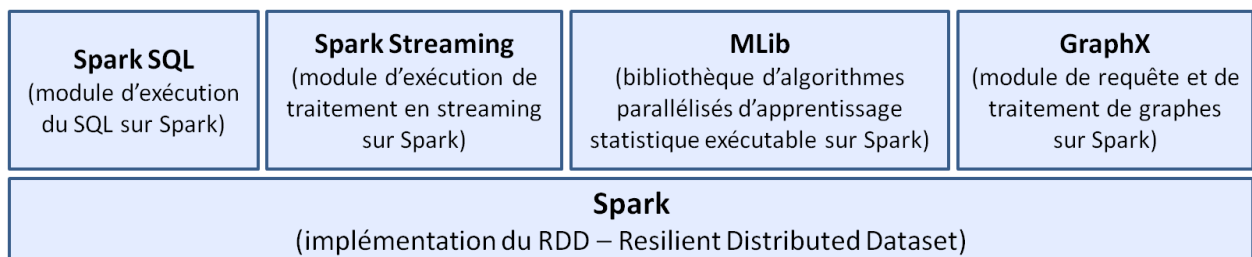 Spark SQL
(module d’exécution
du SQL sur Spark)
Spark Streaming
(module d’exécution de
traitement en streaming
sur Spark)
MLib
(bibliothèque d’algorithmes
parallélisés d’apprentissage
statistique exécutable sur Spark)
GraphX
(module de requête et de
traitement de graphes
sur Spark)
Spark
(implémentation du RDD – Resilient Distributed Dataset)